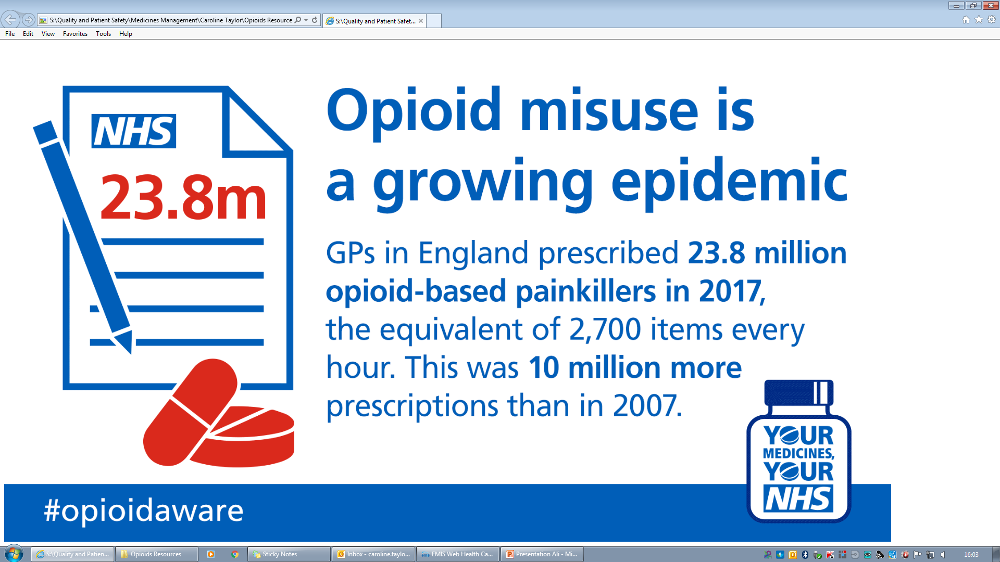 S:\Quality and Patient Safety\Medicines Management\Caroline Taylor\Opioids Resource
S:\Quality and Patient Safet...
File Edit View Favorites Tools Help
NHS
23.8m
Opioid misuse is
a growing epidemic
GPs in England prescribed 23.8 million
opioid-based painkillers in 2017,
the equivalent of 2,700 items every
hour. This was 10 million more
prescriptions than in 2007.
YOUR
MEDICINES,
YOUR
NHS
#opioidaware
S:\Quality and Patien...
Opioids Resources
Sticky Notes
Inbox - caroline.taylo...
EMIS Web Health Ca...
Presentation Ali - Mi...
16:03